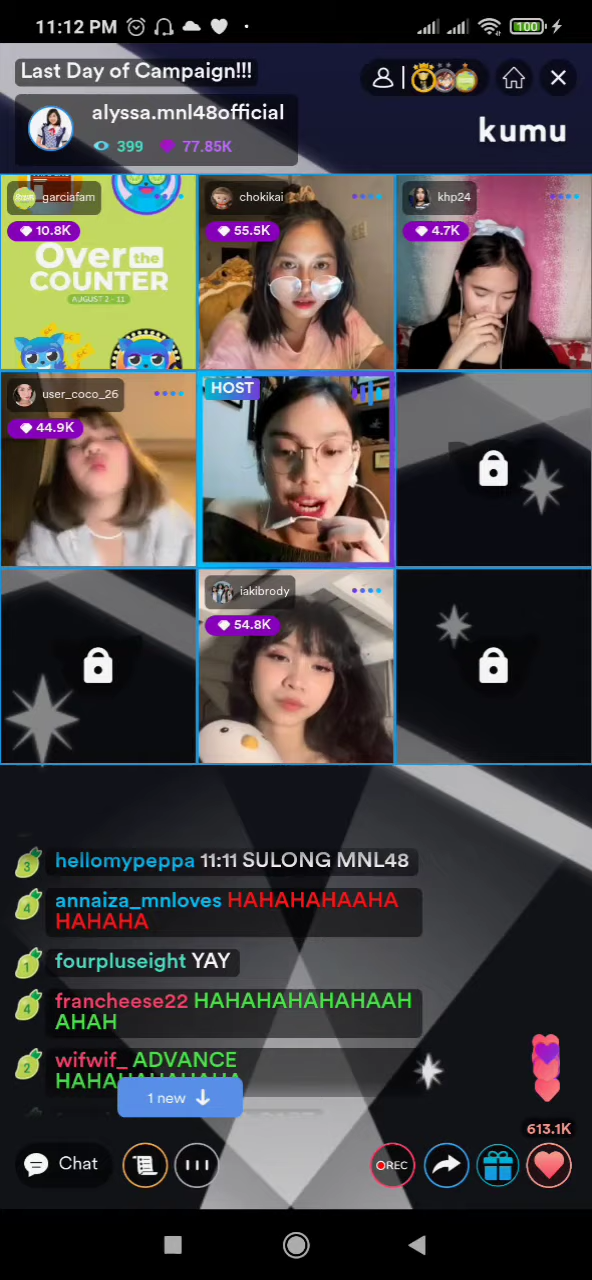 11:12 PM
100
Last Day of Campaign!!!
alyssa.mnl48official
399
77.85K
kumu
garciafam
10.8K
Over the
COUNTER
AUGUST 2 - 11
chokikai
55.5K
khp24
4.7K
user_coco_26
44.9K
HOST
iakibrody
54.8K
3 hellomypeppa 11:11 SULONG MNL48
4 annaiza_mnloves HAHAHAHAAHA
HAHAHA
1 fourpluseight YAY
4 francheese22 HAHAHAHAHAHAAH
AHAH
2 wifwif_ ADVANCE
HAHAHAHAHAHA
1 new
613.1K
Chat
REC